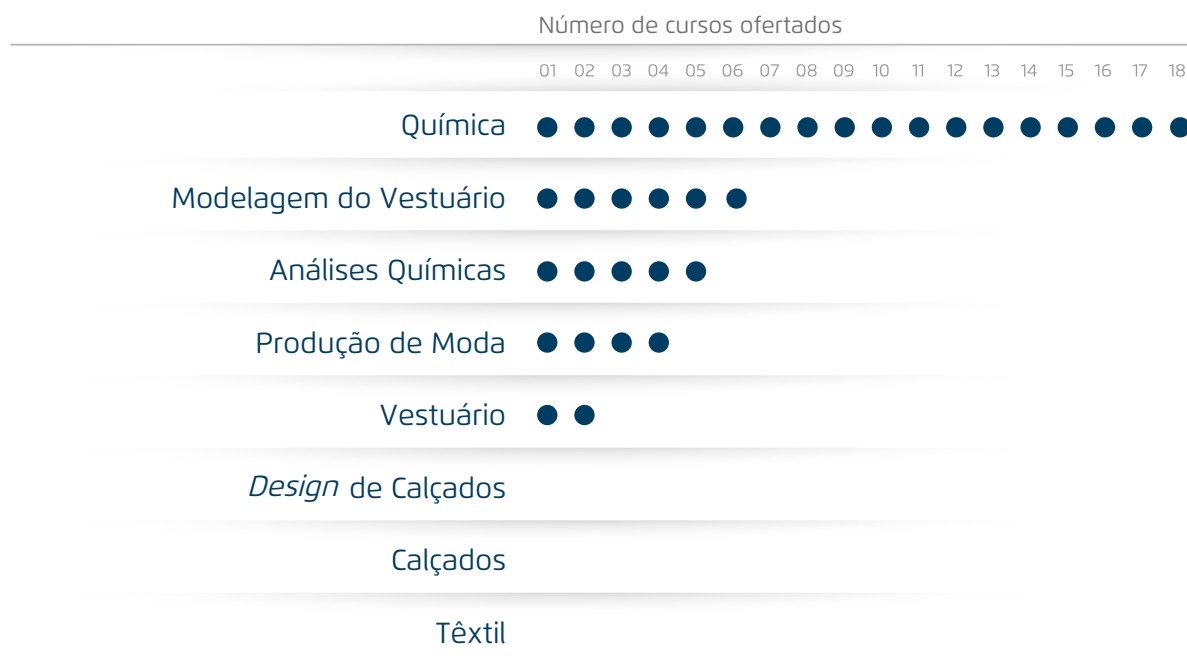 Número de cursos ofertados
01 02 03 04 05 06 07 08 09 10 11 12 13 14 15 16 17 18
Química
Modelagem do Vestuário
Análises Químicas
Produção de Moda
Vestuário
Design de Calçados
Calçados
Têxtil